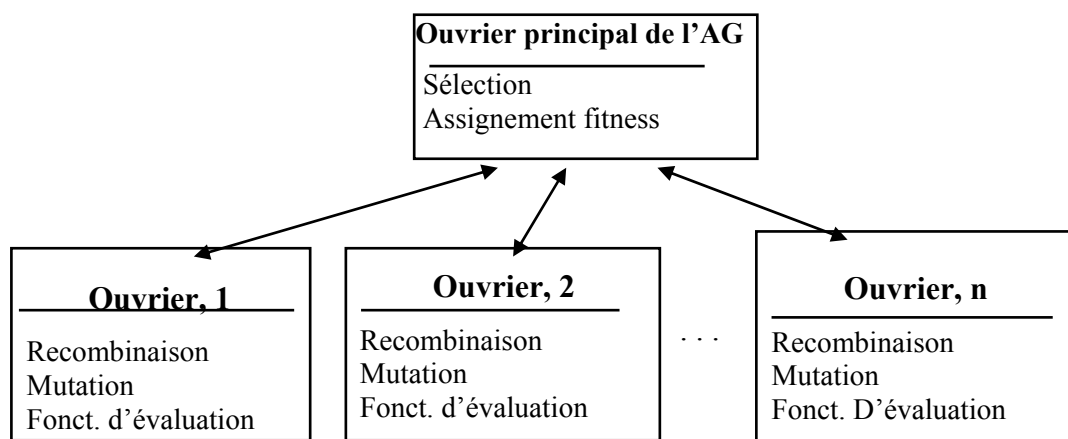 Ouvrier principal de l’AG
Sélection
Assignement fitness
Ouvrier, 1
Recombinaison
Mutation
Fonct. d’évaluation
Ouvrier, 2
Recombinaison
Mutation
Fonct. d’évaluation
. . .
Ouvrier, n
Recombinaison
Mutation
Fonct. D’évaluation